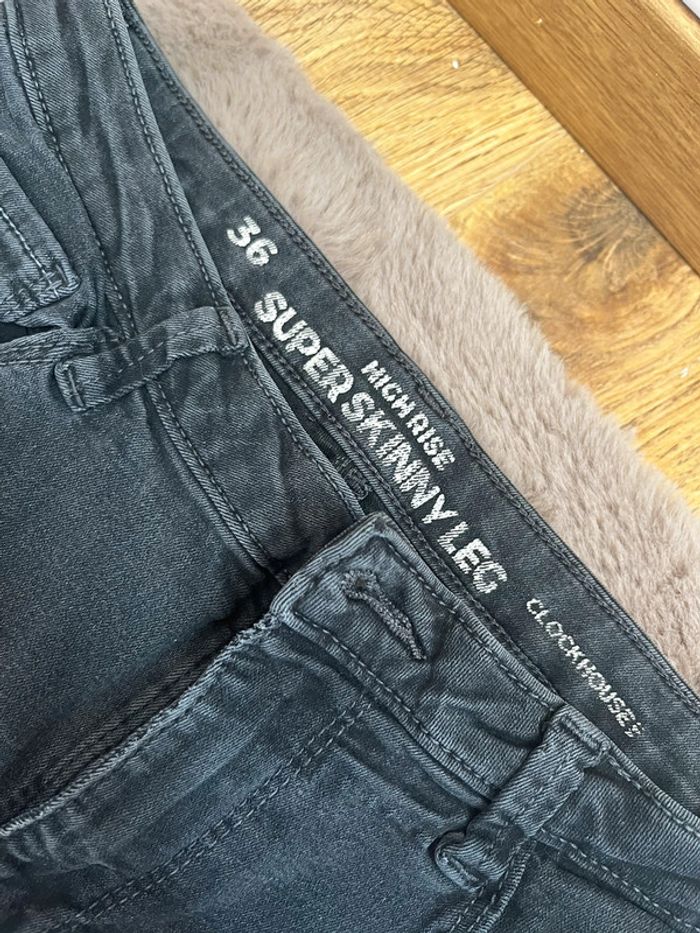 36
HIGH RISE
SUPER SKINNY LEG
CLOCKHOUSE